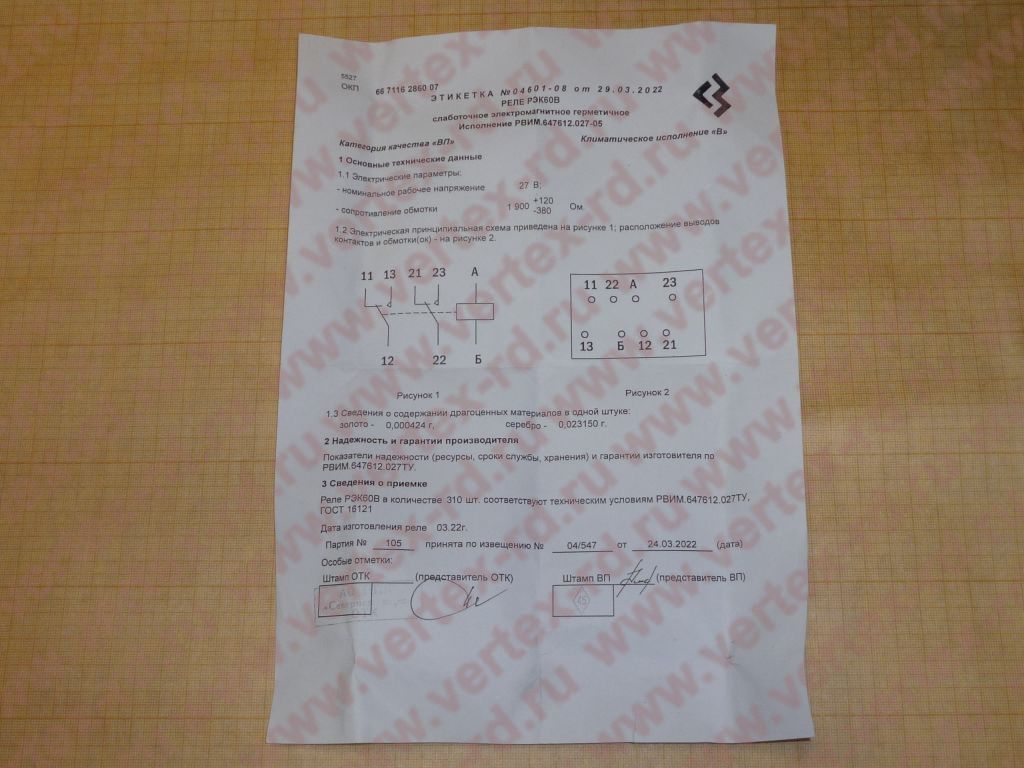 5527
ОКП 66 7116 2860 07
ЭТИКЕТКА №04601-08 от 29.03.2022
РЕЛЕ РЭК60В
слаботочное электромагнитное герметичное
Исполнение РВИМ.647612.027-05
Категория качества «ВП» Климатическое исполнение «В»
1 Основные технические данные
1.1 Электрические параметры:
- номинальное рабочее напряжение 27 В;
- сопротивление обмотки 1 900 +120 -380 Ом.
1.2 Электрическая принципиальная схема приведена на рисунке 1; расположение выводов
контактов и обмотки(ок) - на рисунке 2.
11 13 21 23 А
12 22 Б
11 22 А 23
13 Б 12 21
Рисунок 1 Рисунок 2
1.3 Сведения о содержании драгоценных материалов в одной штуке:
золото - 0,000424 г, серебро - 0,023150 г.
2 Надежность и гарантии производителя
Показатели надежности (ресурсы, сроки службы, хранения) и гарантии изготовителя по
РВИМ.647612.027ТУ.
3 Сведения о приемке
Реле РЭК60В в количестве 310 шт. соответствуют техническим условиям РВИМ.647612.027ТУ,
ГОСТ 16121
Дата изготовления реле 03.22г.
Партия № 105 принята по извещению № 04/547 от 24.03.2022 (дата)
Особые отметки:
Штамп ОТК (представитель ОТК) Штамп ВП (представитель ВП)
45
www.vertex-rd.ru